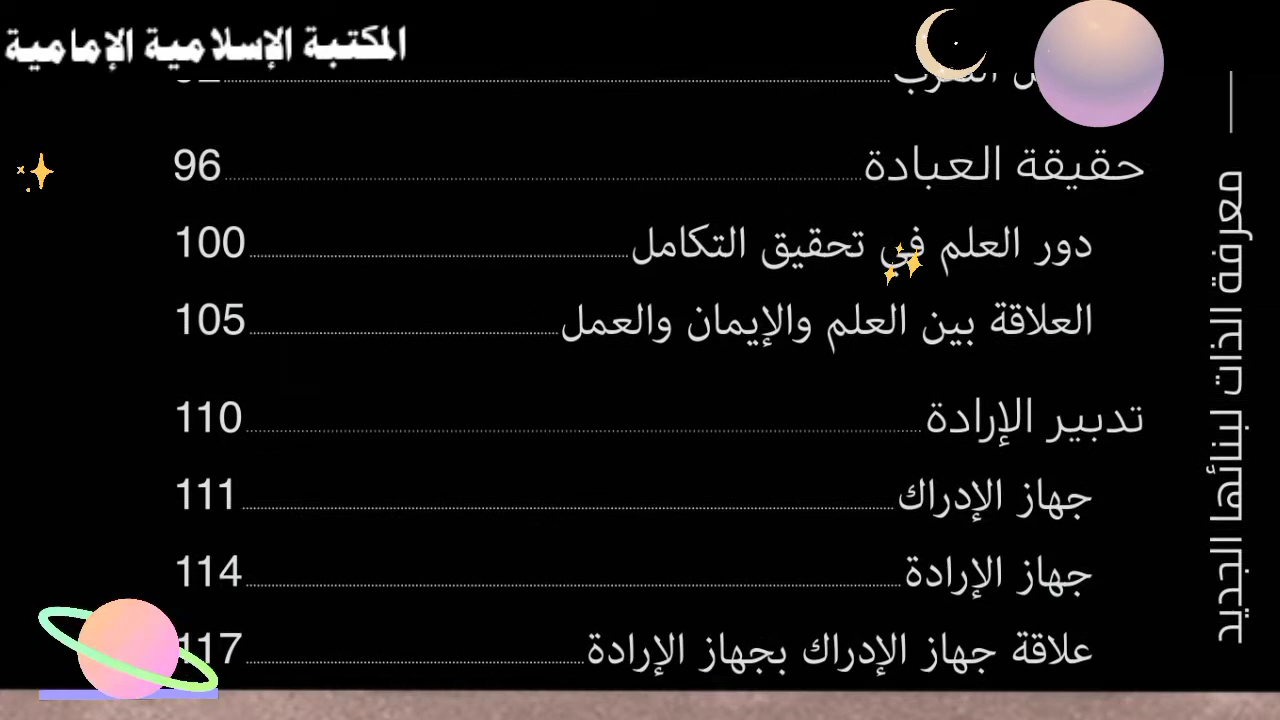 المكتبة الإسلامية الإمامية
حقيقة العبادة 96
دور العلم في تحقيق التكامل 100
العلاقة بين العلم والإيمان والعمل 105
تدبير الإرادة 110
جهاز الإدراك 111
جهاز الإرادة 114
علاقة جهاز الإدراك بجهاز الإرادة 117
معرفة الذات لبنائها الجديد